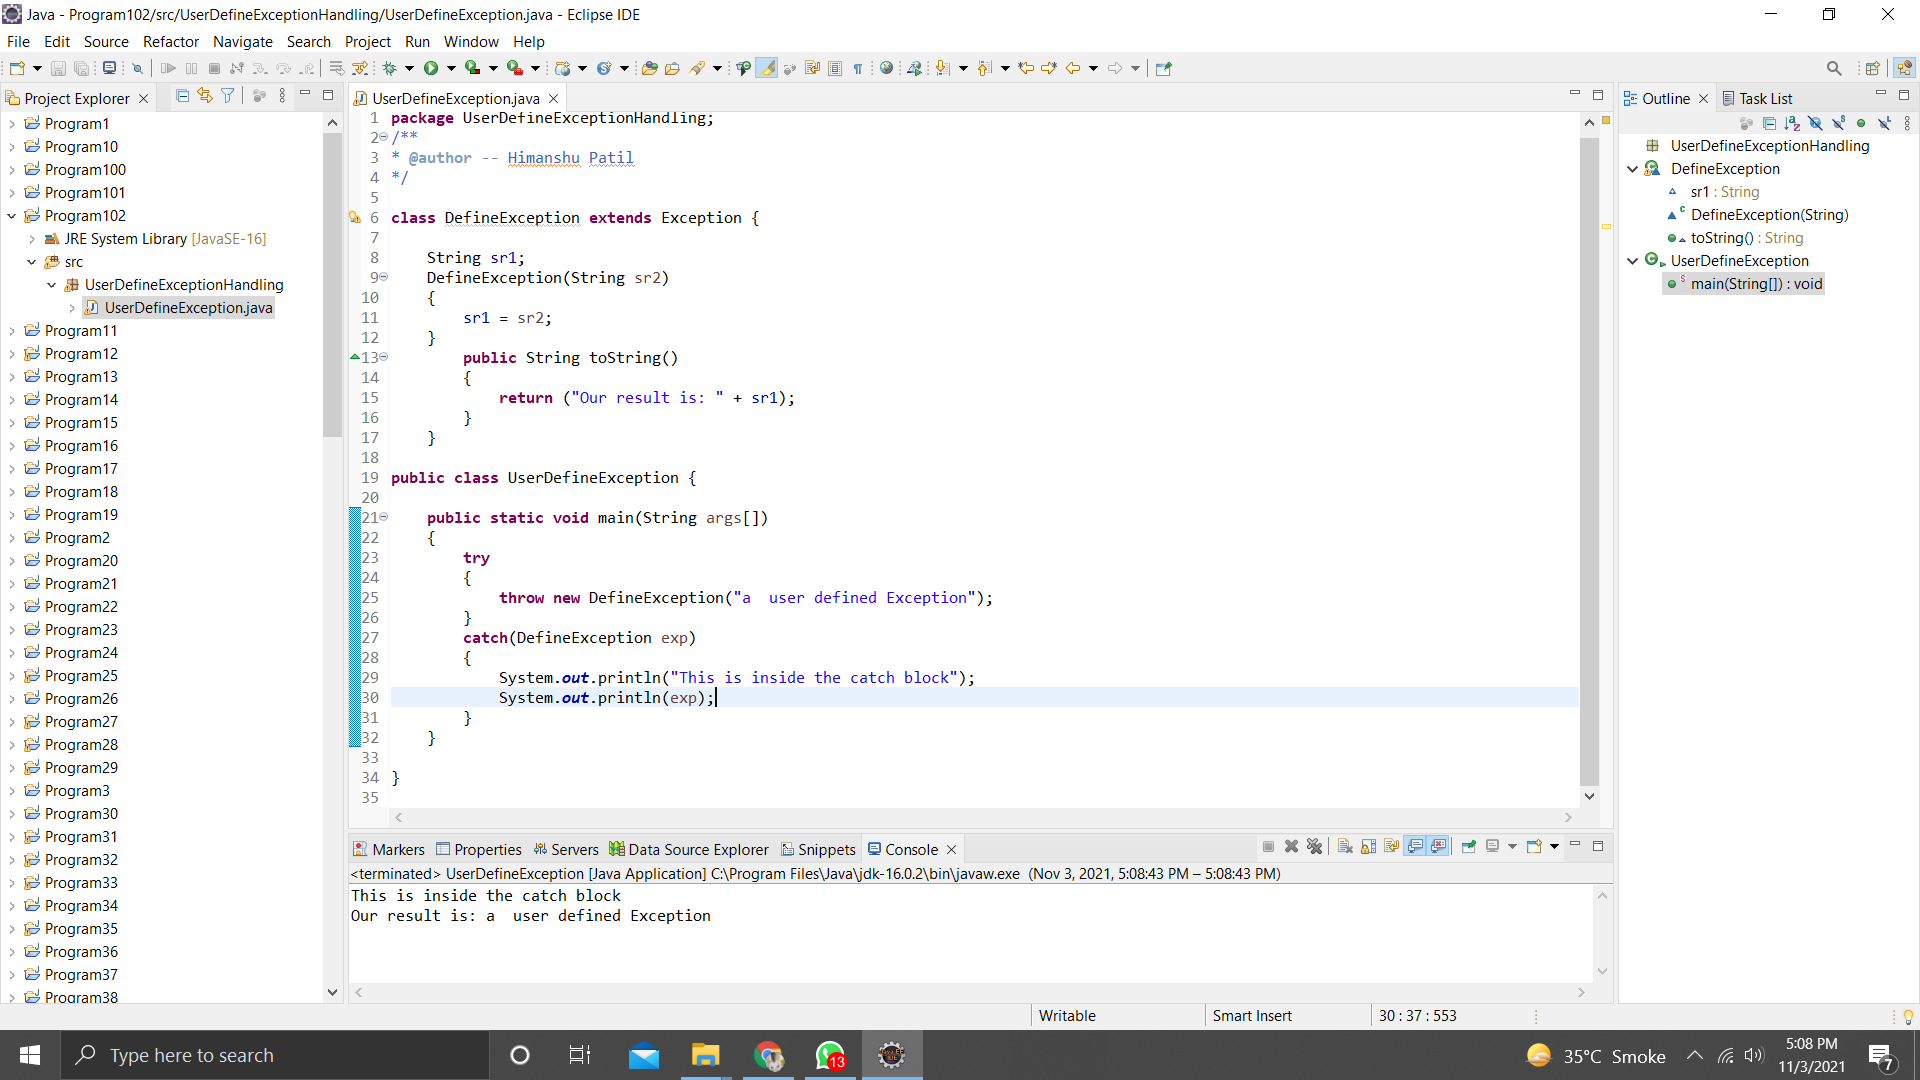 Java - Program102/src/UserDefineExceptionHandling/UserDefineException.java - Eclipse IDE
File Edit Source Refactor Navigate Search Project Run Window Help
Project Explorer
Program1
Program10
Program100
Program101
Program102
JRE System Library [JavaSE-16]
src
UserDefineExceptionHandling
UserDefineException.java
Program11
Program12
Program13
Program14
Program15
Program16
Program17
Program18
Program19
Program2
Program20
Program21
Program22
Program23
Program24
Program25
Program26
Program27
Program28
Program29
Program3
Program30
Program31
Program32
Program33
Program34
Program35
Program36
Program37
Program38
UserDefineException.java
1 package UserDefineExceptionHandling;
2 /**
3 * @author -- Himanshu Patil
4 */
5
6 class DefineException extends Exception {
7
8 String sr1;
9 DefineException(String sr2)
10 {
11 sr1 = sr2;
12 }
13 public String toString()
14 {
15 return ("Our result is: " + sr1);
16 }
17 }
18
19 public class UserDefineException {
20
21 public static void main(String args[])
22 {
23 try
24 {
25 throw new DefineException("a  user defined Exception");
26 }
27 catch(DefineException exp)
28 {
29 System.out.println("This is inside the catch block");
30 System.out.println(exp);
31 }
32 }
33
34 }
35
Markers Properties Servers Data Source Explorer Snippets Console
<terminated> UserDefineException [Java Application] C:\Program Files\Java\jdk-16.0.2\bin\javaw.exe (Nov 3, 2021, 5:08:43 PM – 5:08:43 PM)
This is inside the catch block
Our result is: a  user defined Exception
Outline Task List
UserDefineExceptionHandling
DefineException
sr1 : String
DefineException(String)
toString() : String
UserDefineException
main(String[]) : void
Writable Smart Insert 30 : 37 : 553
Type here to search
13
35°C Smoke
5:08 PM
11/3/2021
7